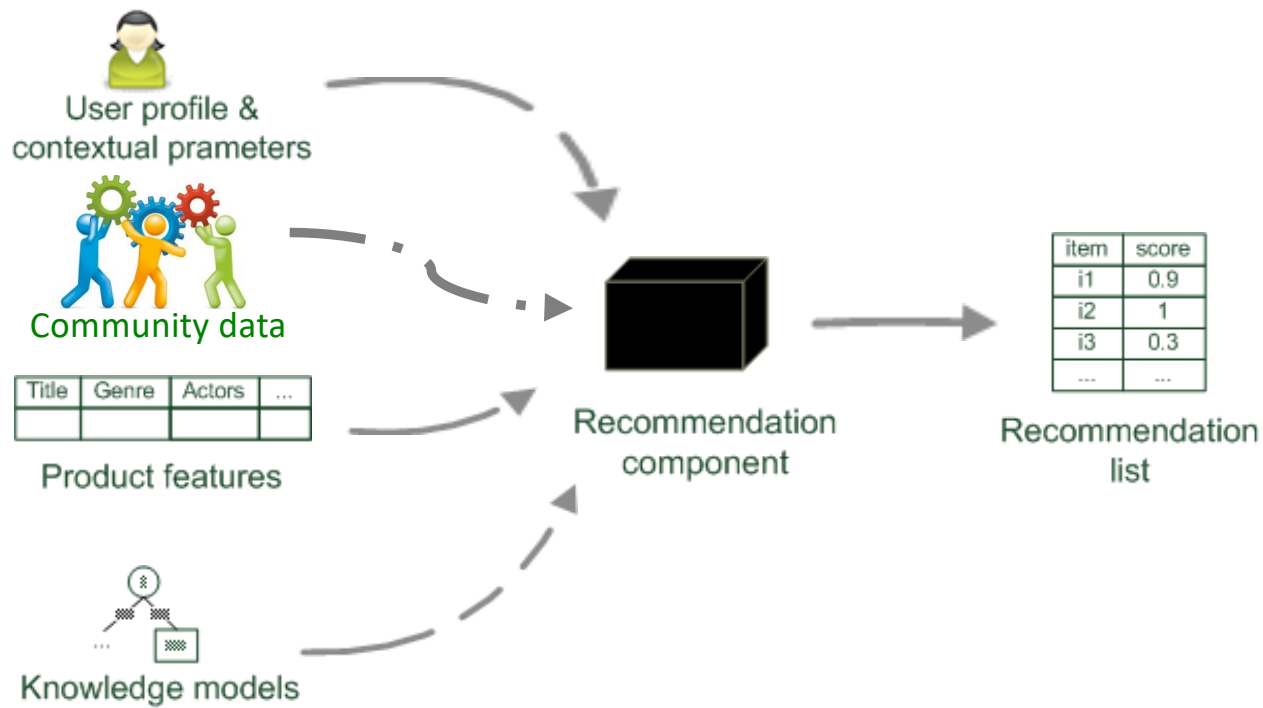 User profile &
contextual prameters
Community data
Title Genre Actors ...
Product features
...
Knowledge models
Recommendation
component
item score
i1 0.9
i2 1
i3 0.3
... ...
Recommendation
list